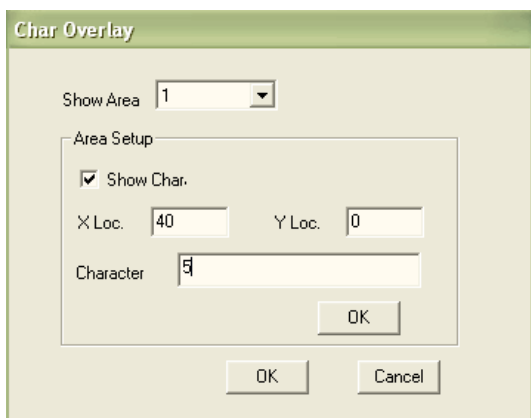 Char Overlay
Show Area 1
Area Setup
Show Char.
X Loc. 40 Y Loc. 0
Character 5
OK
OK Cancel